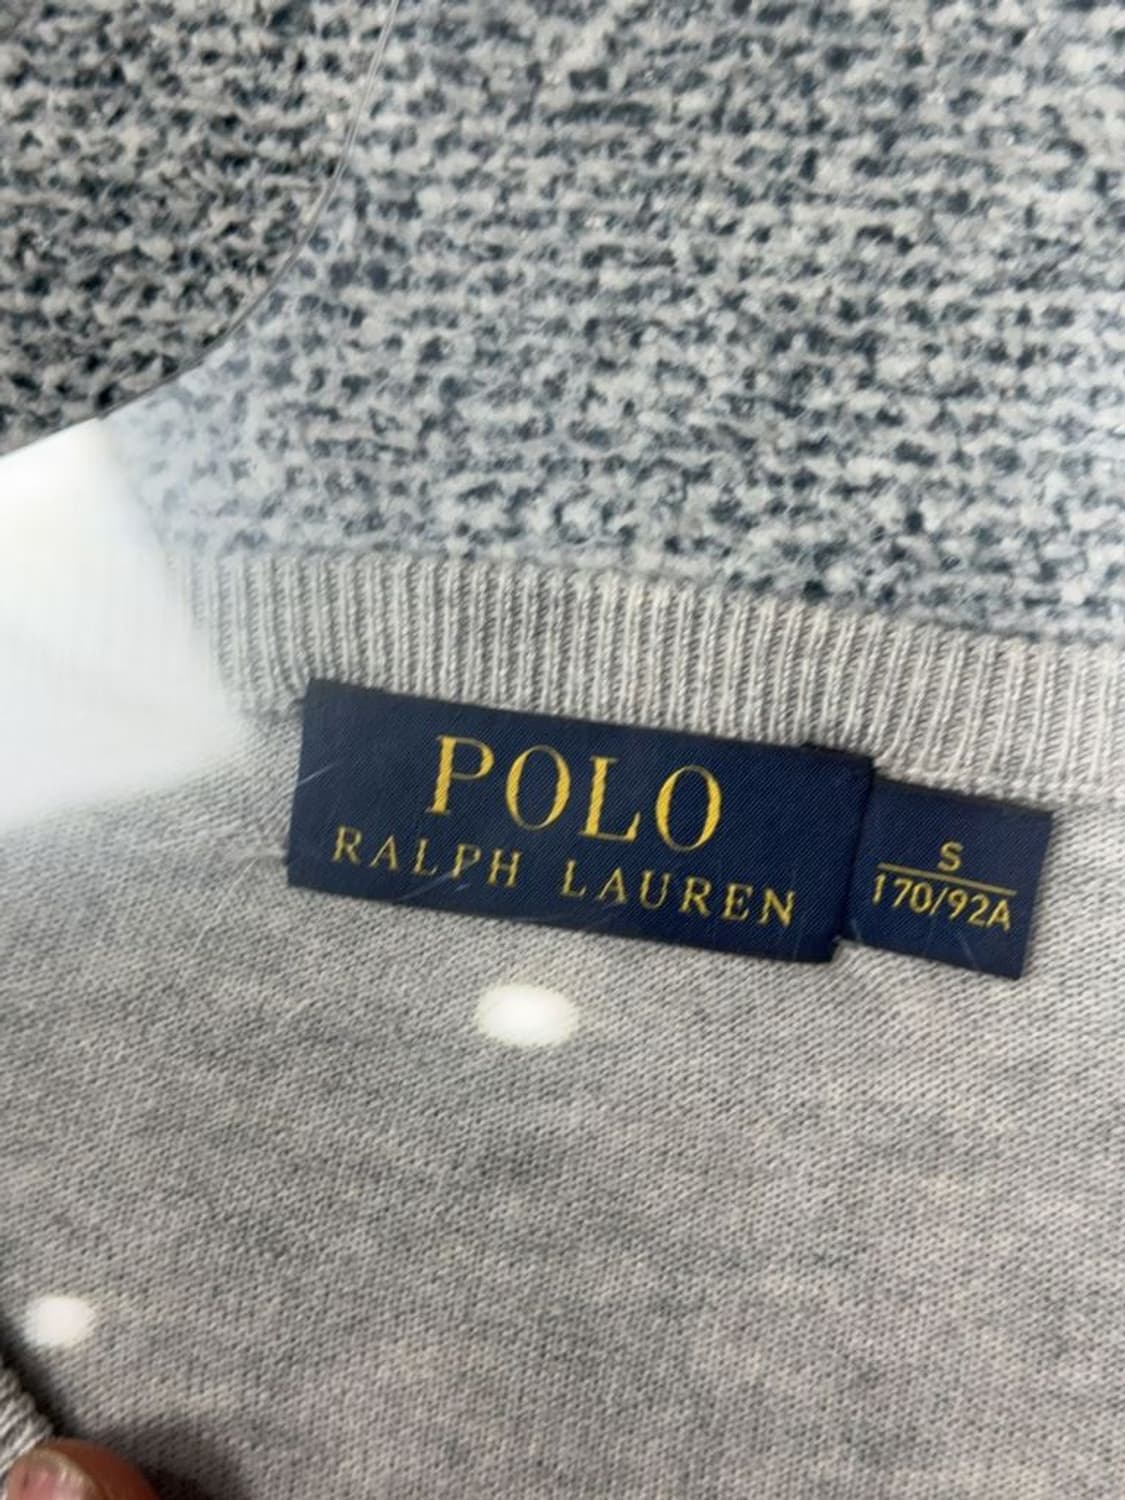 POLO
RALPH LAUREN
S
170/92A